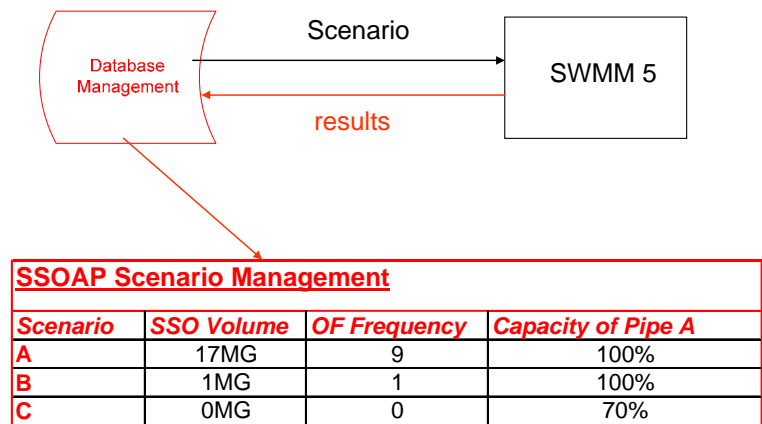 Scenario
Database
Management
SWMM 5
results
SSOAP Scenario Management
Scenario SSO Volume OF Frequency Capacity of Pipe A
A 17MG 9 100%
B 1MG 1 100%
C 0MG 0 70%